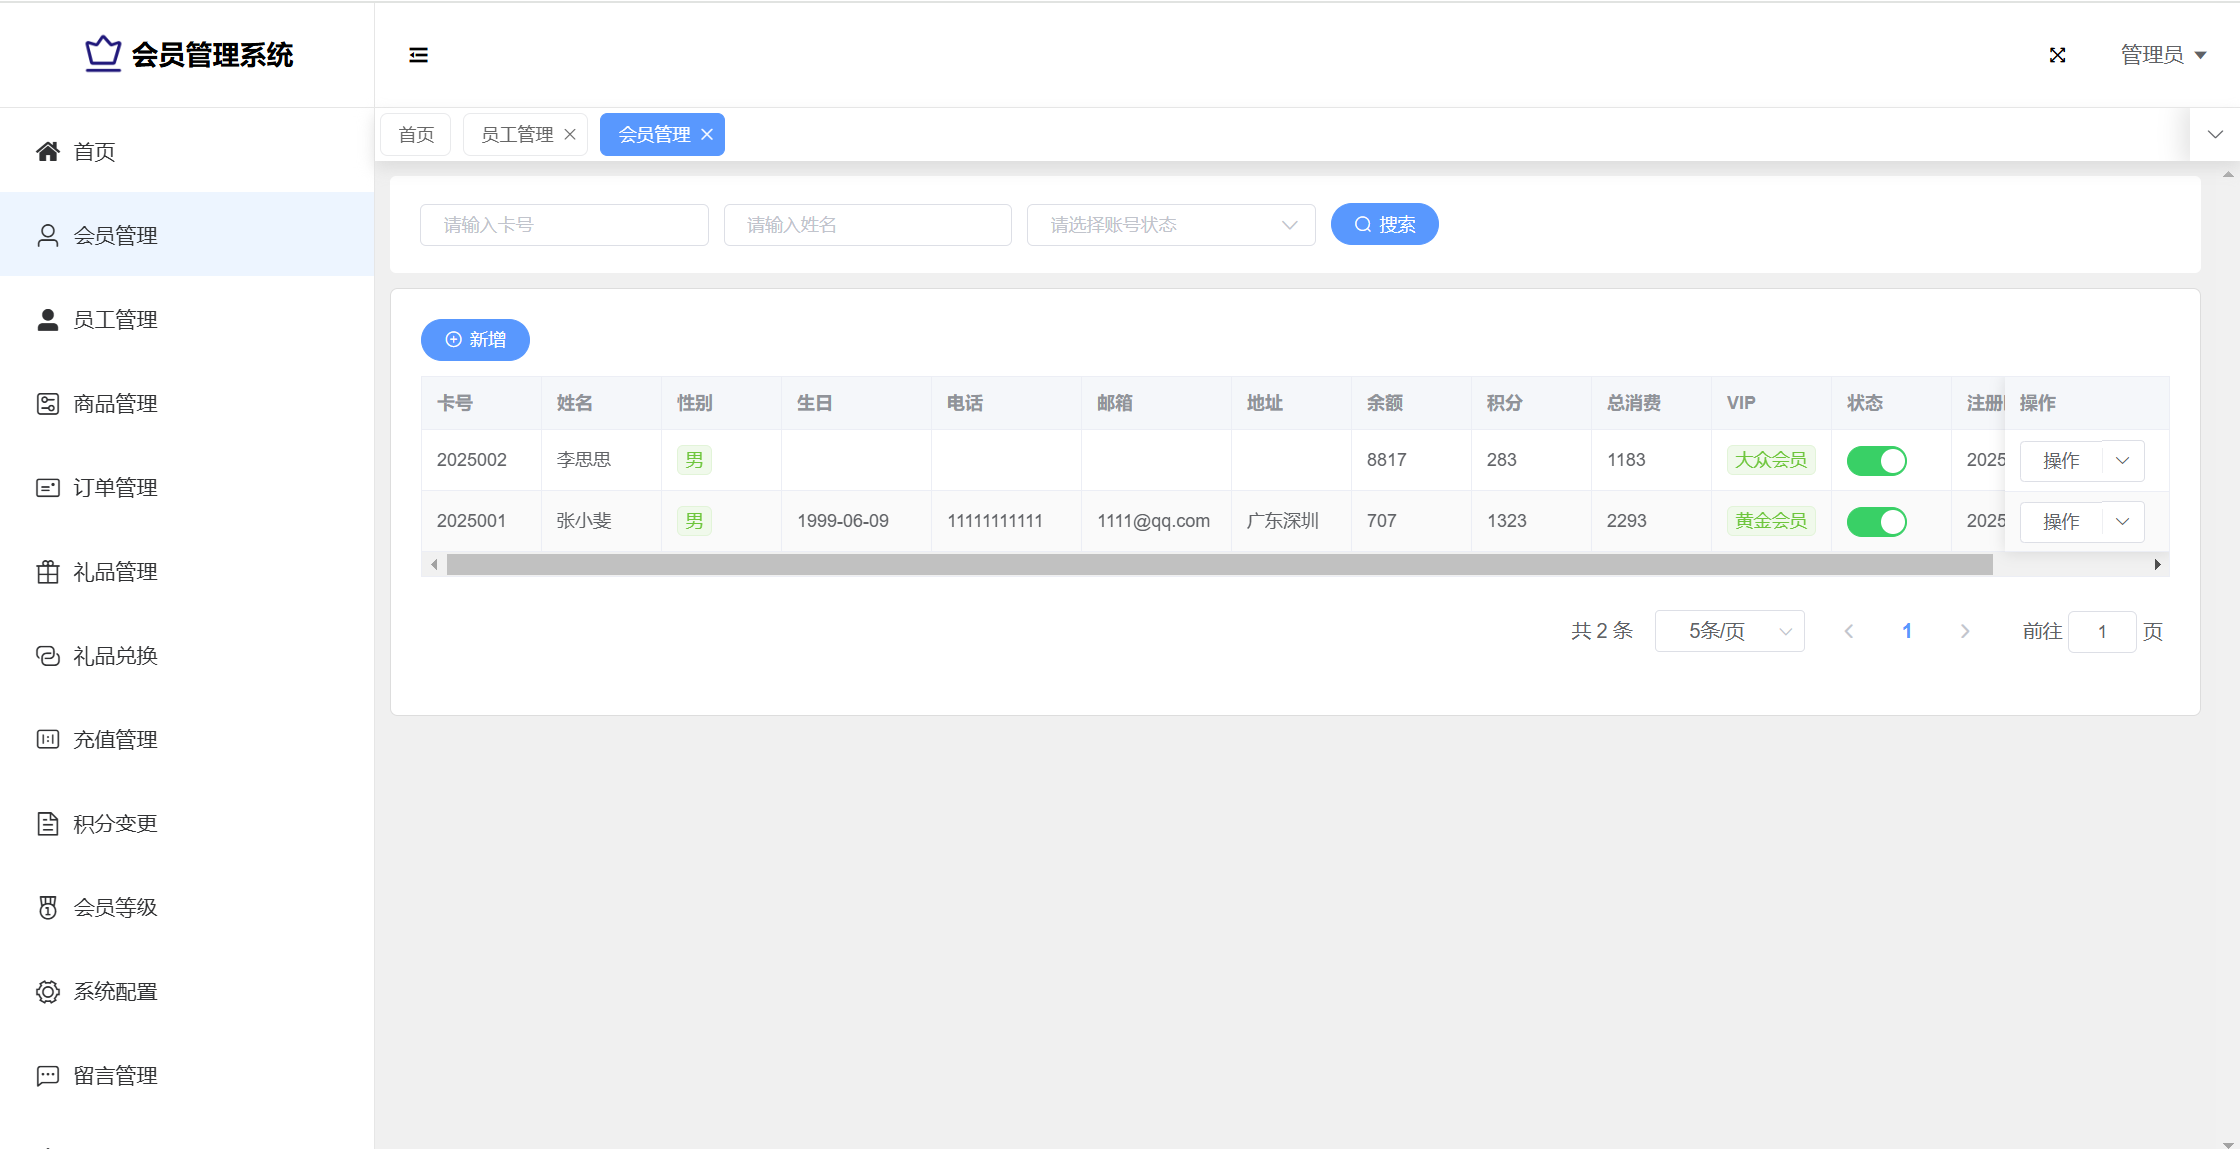 会员管理系统
管理员
首页
会员管理
员工管理
商品管理
订单管理
礼品管理
礼品兑换
充值管理
积分变更
会员等级
系统配置
留言管理
首页 员工管理 会员管理
请输入卡号 请输入姓名 请选择账号状态 搜索
新增
卡号 姓名 性别 生日 电话 邮箱 地址 余额 积分 总消费 VIP 状态 注册 操作
2025002 李思思 男 8817 283 1183 大众会员 2025 操作
2025001 张小斐 男 1999-06-09 11111111111 1111@qq.com 广东深圳 707 1323 2293 黄金会员 2025 操作
共 2 条 5条/页 1 前往 1 页